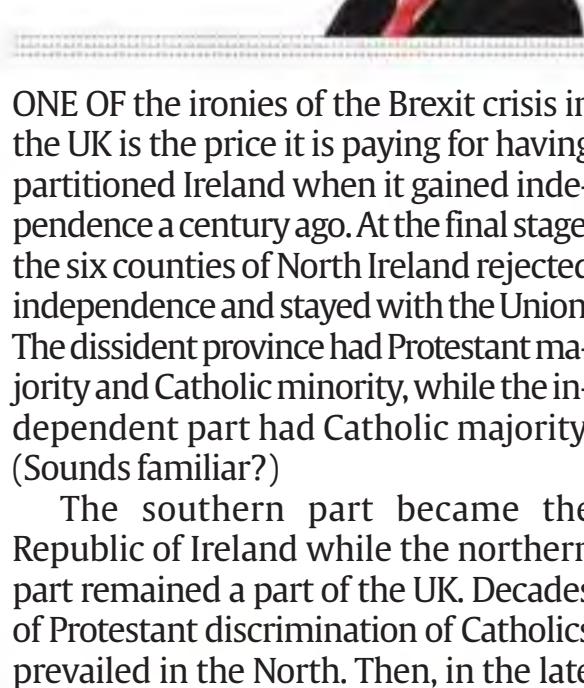 ONE OF the ironies of the Brexit crisis in
the UK is the price it is paying for having
partitioned Ireland when it gained inde-
pendence a century ago. At the final stage
the six counties of North Ireland rejected
independence and stayed with the Union
The dissident province had Protestant ma-
jority and Catholic minority, while the in-
dependent part had Catholic majority
(Sounds familiar?)
The southern part became the
Republic of Ireland while the northern
part remained a part of the UK. Decades
of Protestant discrimination of Catholics
prevailed in the North. Then, in the late